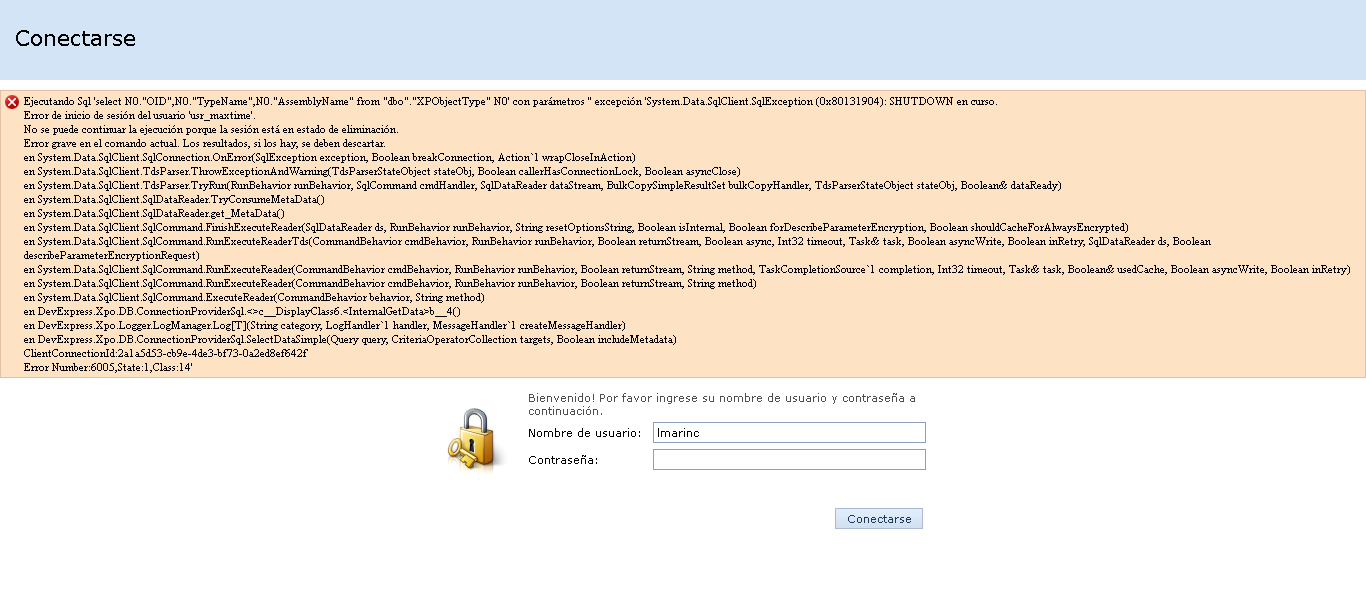 Conectarse
Ejecutando Sql 'select N0."OID",N0."TypeName",N0."AssemblyName" from "dbo"."XPObjectType" N0' con parámetros '' excepción 'System.Data.SqlClient.SqlException (0x80131904): SHUTDOWN en curso.
Error de inicio de sesión del usuario 'usr_maxtime'.
No se puede continuar la ejecución porque la sesión está en estado de eliminación.
Error grave en el comando actual. Los resultados, si los hay, se deben descartar.
en System.Data.SqlClient.SqlConnection.OnError(SqlException exception, Boolean breakConnection, Action`1 wrapCloseInAction)
en System.Data.SqlClient.TdsParser.ThrowExceptionAndWarning(TdsParserStateObject stateObj, Boolean callerHasConnectionLock, Boolean asyncClose)
en System.Data.SqlClient.TdsParser.TryRun(RunBehavior runBehavior, SqlCommand cmdHandler, SqlDataReader dataStream, BulkCopySimpleResultSet bulkCopyHandler, TdsParserStateObject stateObj, Boolean& dataReady)
en System.Data.SqlClient.SqlDataReader.TryConsumeMetaData()
en System.Data.SqlClient.SqlDataReader.get_MetaData()
en System.Data.SqlClient.SqlCommand.FinishExecuteReader(SqlDataReader ds, RunBehavior runBehavior, String resetOptionsString, Boolean isInternal, Boolean forDescribeParameterEncryption, Boolean shouldCacheForAlwaysEncrypted)
en System.Data.SqlClient.SqlCommand.RunExecuteReaderTds(CommandBehavior cmdBehavior, RunBehavior runBehavior, Boolean returnStream, Boolean async, Int32 timeout, Task& task, Boolean asyncWrite, Boolean inRetry, SqlDataReader ds, Boolean
describeParameterEncryptionRequest)
en System.Data.SqlClient.SqlCommand.RunExecuteReader(CommandBehavior cmdBehavior, RunBehavior runBehavior, Boolean returnStream, String method, TaskCompletionSource`1 completion, Int32 timeout, Task& task, Boolean& usedCache, Boolean asyncWrite, Boolean inRetry)
en System.Data.SqlClient.SqlCommand.RunExecuteReader(CommandBehavior cmdBehavior, RunBehavior runBehavior, Boolean returnStream, String method)
en System.Data.SqlClient.SqlCommand.ExecuteReader(CommandBehavior behavior, String method)
en DevExpress.Xpo.DB.ConnectionProviderSql.<>c__DisplayClass6.<InternalGetData>b__4()
en DevExpress.Xpo.Logger.LogManager.Log[T](String category, LogHandler`1 handler, MessageHandler`1 createMessageHandler)
en DevExpress.Xpo.DB.ConnectionProviderSql.SelectDataSimple(Query query, CriteriaOperatorCollection targets, Boolean includeMetadata)
ClientConnectionId:2a1a5d53-cb9e-4de3-bf73-0a2ed8ef642f
Error Number:6005,State:1,Class:14'
Bienvenido! Por favor ingrese su nombre de usuario y contraseña a
continuación.
Nombre de usuario: lmarinc
Contraseña:
Conectarse